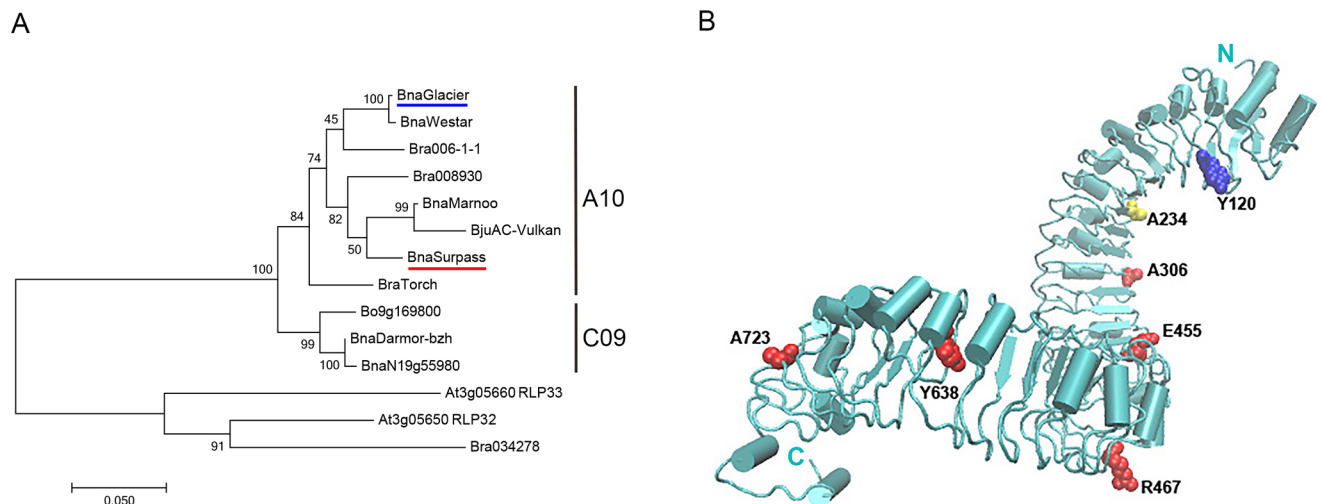 A
100
BnaGlacier
BnaWestar
45
Bra006-1-1
74
Bra008930
99
BnaMarnoo
82
BjuAC-Vulkan
84
50
BnaSurpass
100
BraTorch
A10
Bo9g169800
99
BnaDarmor-bzh
100
BnaN19g55980
C09
At3g05660 RLP33
At3g05650 RLP32
91
Bra034278
0.050
B
N
Y120
A234
A306
E455
A723
Y638
C
R467